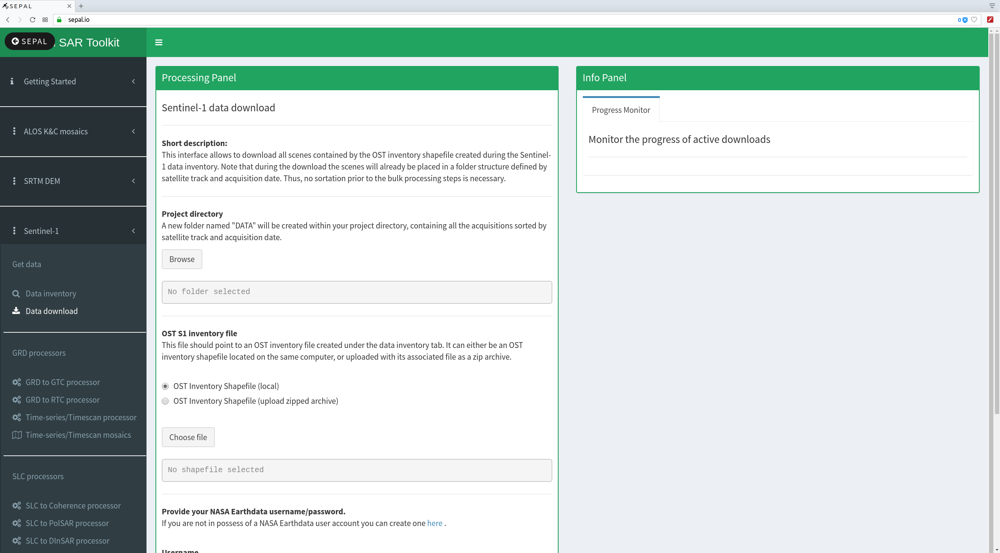 SEPAL
sepal.io
0
SEPAL
SAR Toolkit
Getting Started
ALOS K&C mosaics
SRTM DEM
Sentinel-1
Get data
Data inventory
Data download
GRD processors
GRD to GTC processor
GRD to RTC processor
Time-series/Timescan processor
Time-series/Timescan mosaics
SLC processors
SLC to Coherence processor
SLC to PolSAR processor
SLC to DInSAR processor
Processing Panel
Sentinel-1 data download
Short description:
This interface allows to download all scenes contained by the OST inventory shapefile created during the Sentinel-
1 data inventory. Note that during the download the scenes will already be placed in a folder structure defined by
satellite track and acquisition date. Thus, no sortation prior to the bulk processing steps is necessary.
Project directory
A new folder named "DATA" will be created within your project directory, containing all the acquisitions sorted by
satellite track and acquisition date.
Browse
No folder selected
OST S1 inventory file
This file should point to an OST inventory file created under the data inventory tab. It can either be an OST
inventory shapefile located on the same computer, or uploaded with its associated file as a zip archive.
OST Inventory Shapefile (local)
OST Inventory Shapefile (upload zipped archive)
Choose file
No shapefile selected
Provide your NASA Earthdata username/password.
If you are not in possess of a NASA Earthdata user account you can create one here .
Username
Info Panel
Progress Monitor
Monitor the progress of active downloads